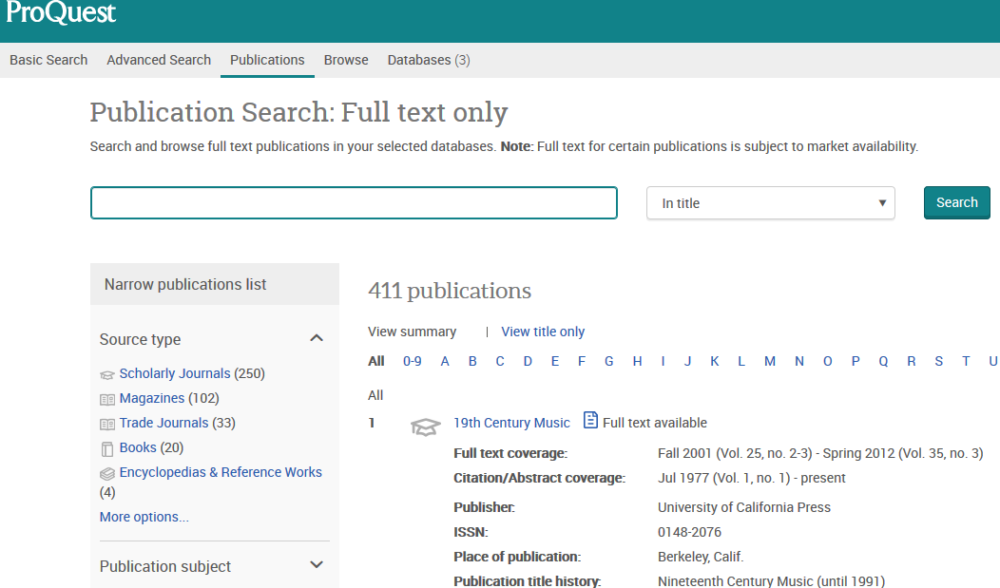 ProQuest
Basic Search Advanced Search Publications Browse Databases (3)
Publication Search: Full text only
Search and browse full text publications in your selected databases. Note: Full text for certain publications is subject to market availability.
In title
Search
Narrow publications list
Source type
Scholarly Journals (250)
Magazines (102)
Trade Journals (33)
Books (20)
Encyclopedias & Reference Works
(4)
More options...
Publication subject
411 publications
View summary | View title only
All 0-9 A B C D E F G H I J K L M N O P Q R S T U
All
1 19th Century Music Full text available
Full text coverage: Fall 2001 (Vol. 25, no. 2-3) - Spring 2012 (Vol. 35, no. 3)
Citation/Abstract coverage: Jul 1977 (Vol. 1, no. 1) - present
Publisher: University of California Press
ISSN: 0148-2076
Place of publication: Berkeley, Calif.
Publication title history: Nineteenth Century Music (until 1991)